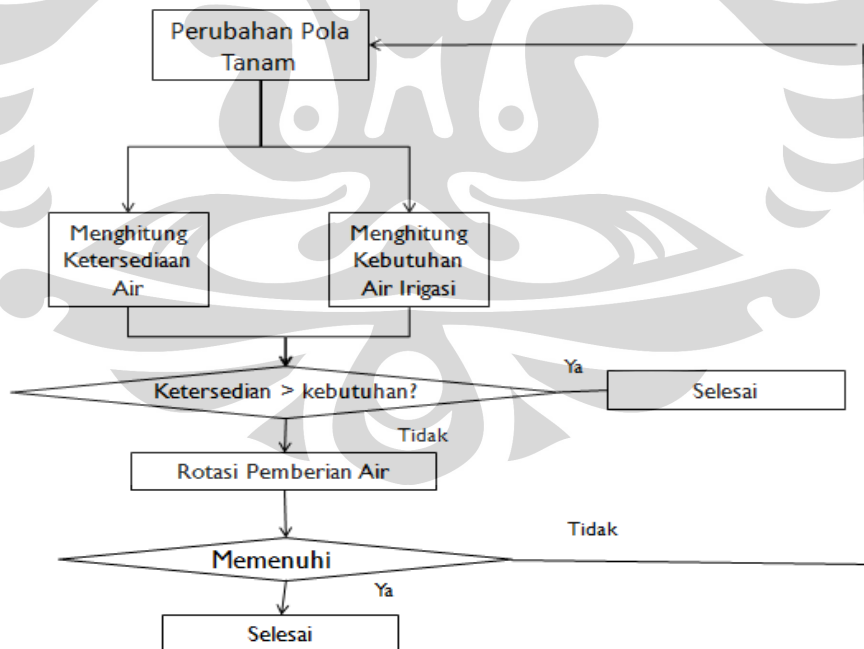 Perubahan Pola
Tanam
Menghitung
Ketersediaan
Air
Menghitung
Kebutuhan
Air Irigasi
Ketersedian > kebutuhan?
Ya
Selesai
Tidak
Rotasi Pemberian Air
Memenuhi
Tidak
Ya
Selesai